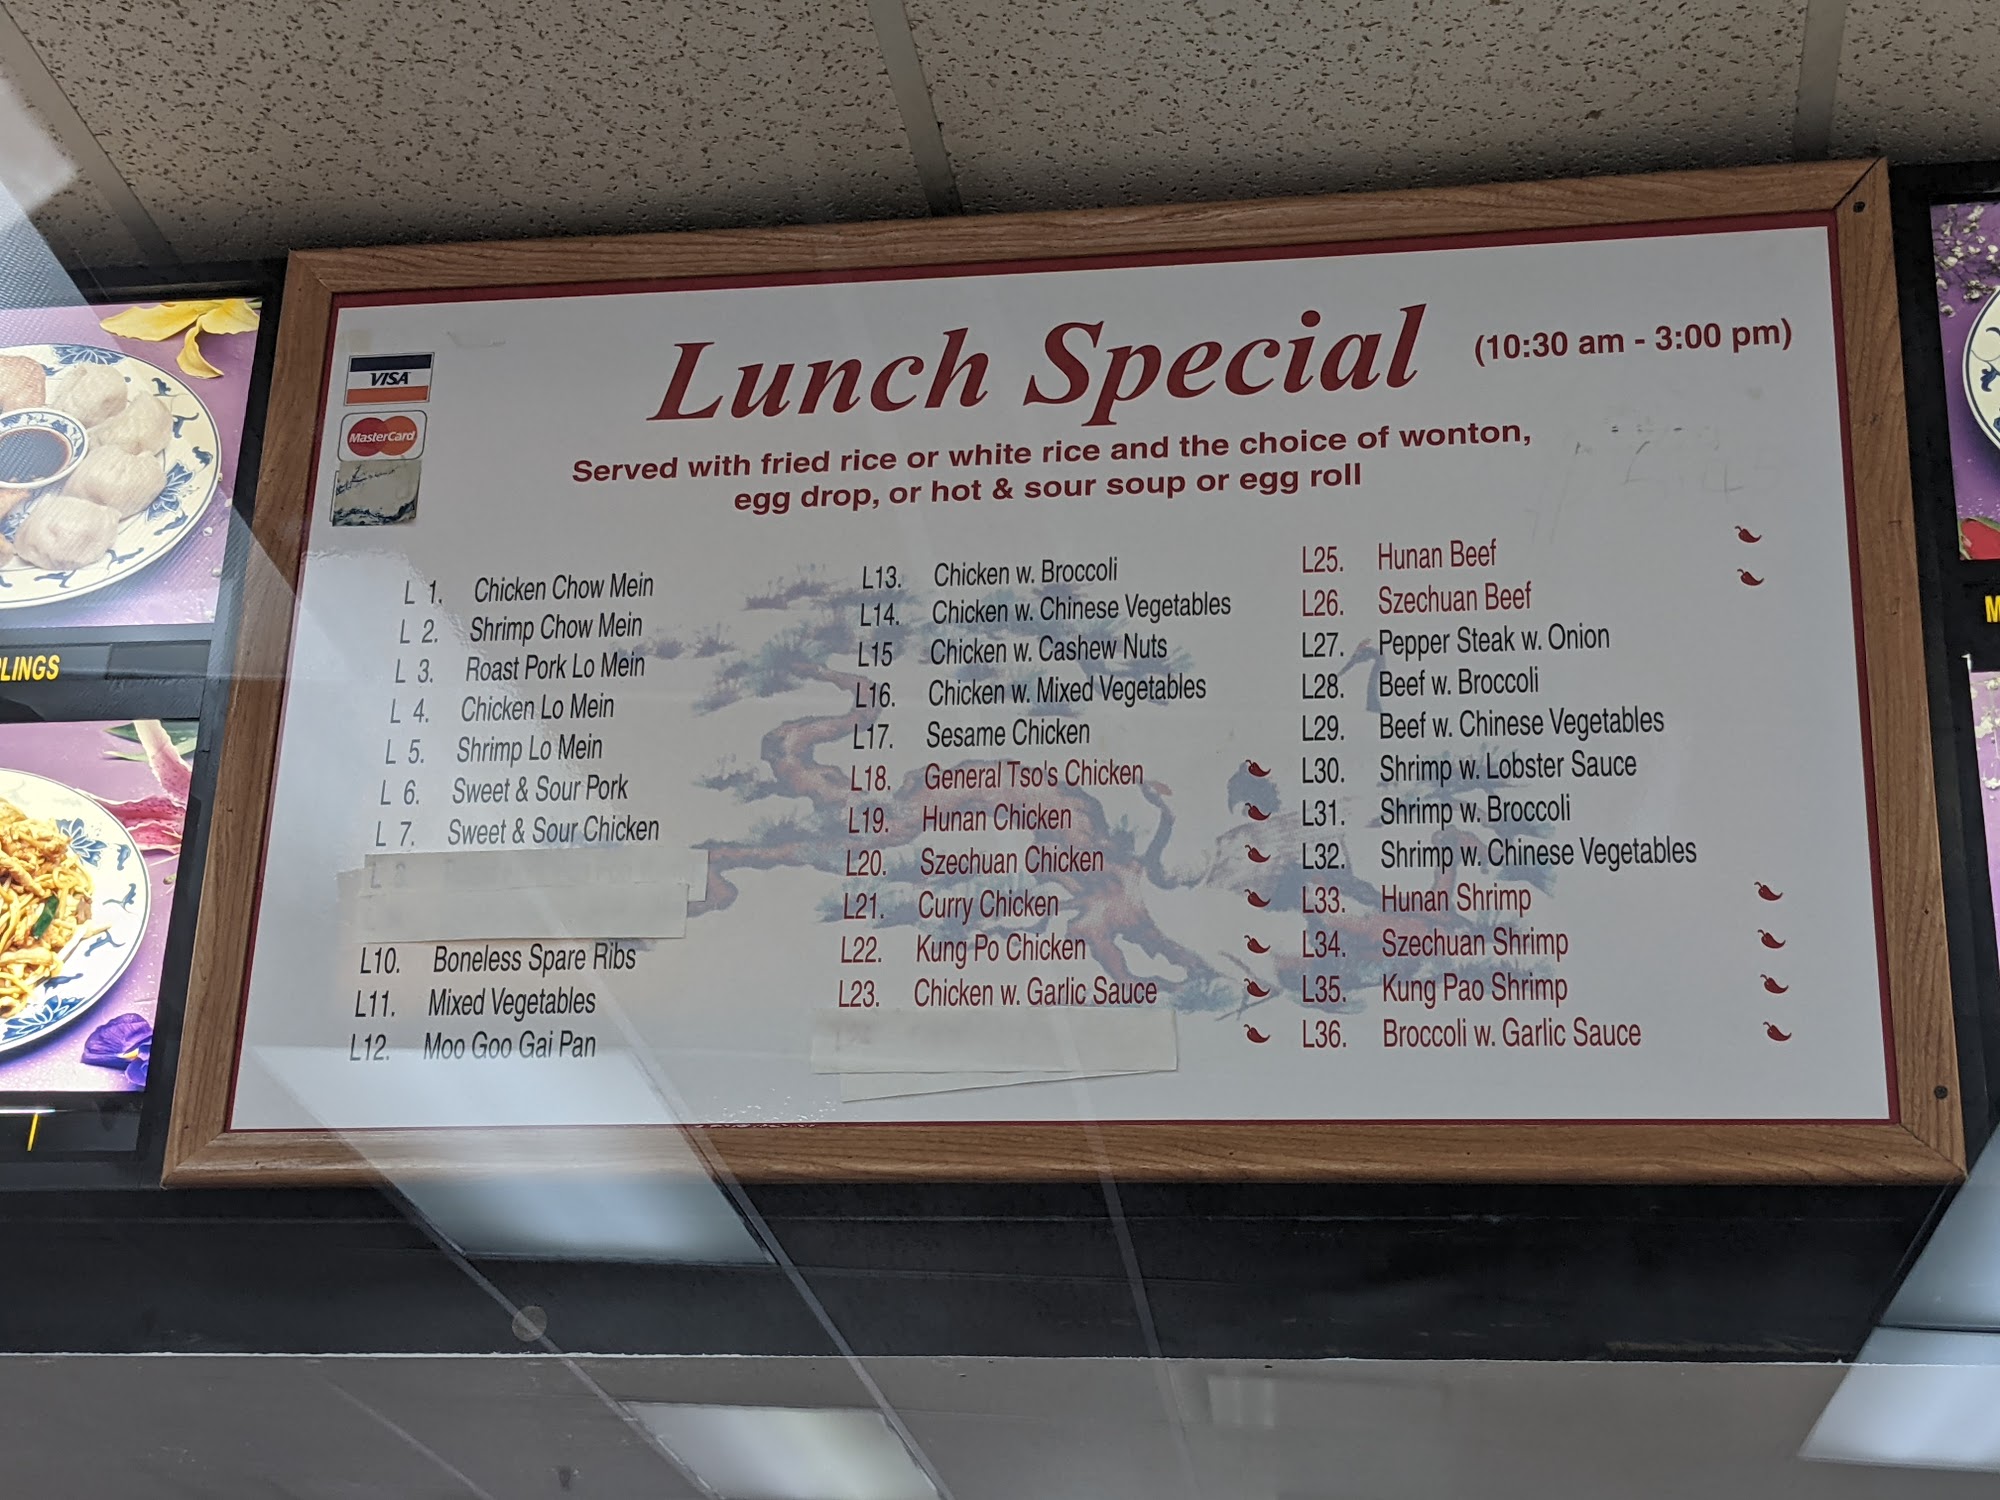 VISA
MasterCard
Lunch Special (10:30 am - 3:00 pm)
Served with fried rice or white rice and the choice of wonton,
egg drop, or hot & sour soup or egg roll
L 1. Chicken Chow Mein
L 2. Shrimp Chow Mein
L 3. Roast Pork Lo Mein
L 4. Chicken Lo Mein
L 5. Shrimp Lo Mein
L 6. Sweet & Sour Pork
L 7. Sweet & Sour Chicken
L10. Boneless Spare Ribs
L11. Mixed Vegetables
L12. Moo Goo Gai Pan
L13. Chicken w. Broccoli
L14. Chicken w. Chinese Vegetables
L15 Chicken w. Cashew Nuts
L16. Chicken w. Mixed Vegetables
L17. Sesame Chicken
L18. General Tso's Chicken
L19. Hunan Chicken
L20. Szechuan Chicken
L21. Curry Chicken
L22. Kung Po Chicken
L23. Chicken w. Garlic Sauce
L25. Hunan Beef
L26. Szechuan Beef
L27. Pepper Steak w. Onion
L28. Beef w. Broccoli
L29. Beef w. Chinese Vegetables
L30. Shrimp w. Lobster Sauce
L31. Shrimp w. Broccoli
L32. Shrimp w. Chinese Vegetables
L33. Hunan Shrimp
L34. Szechuan Shrimp
L35. Kung Pao Shrimp
L36. Broccoli w. Garlic Sauce
LINGS